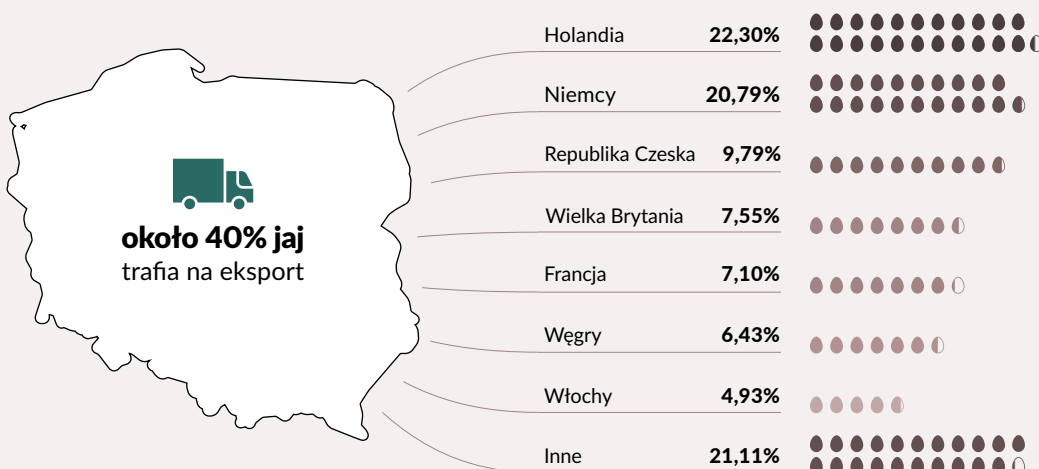 około 40% jaj
trafia na eksport
Holandia 22,30%
Niemcy 20,79%
Republika Czeska 9,79%
Wielka Brytania 7,55%
Francja 7,10%
Węgry 6,43%
Włochy 4,93%
Inne 21,11%